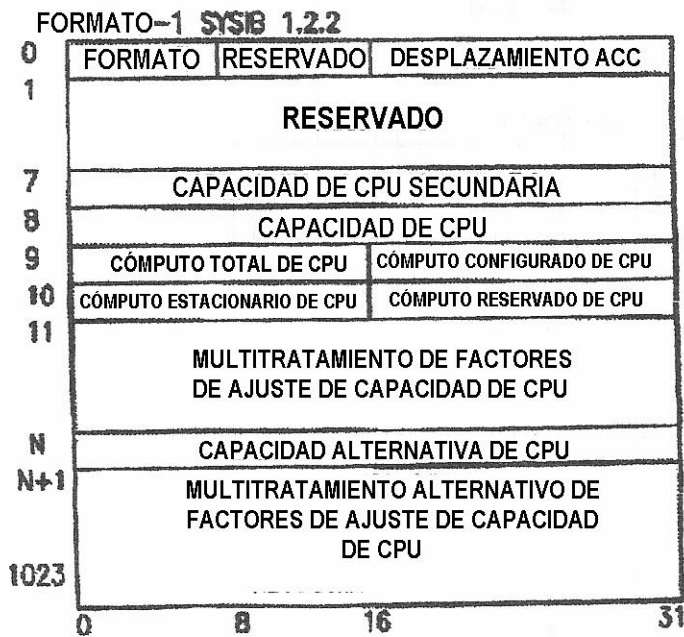 FORMATO-1 SYSIB 1.2.2
0 FORMATO RESERVADO DESPLAZAMIENTO ACC
1
RESERVADO
7 CAPACIDAD DE CPU SECUNDARIA
8 CAPACIDAD DE CPU
9 CÓMPUTO TOTAL DE CPU CÓMPUTO CONFIGURADO DE CPU
10 CÓMPUTO ESTACIONARIO DE CPU CÓMPUTO RESERVADO DE CPU
11
MULTITRATAMIENTO DE FACTORES
DE AJUSTE DE CAPACIDAD DE CPU
N CAPACIDAD ALTERNATIVA DE CPU
N+1 MULTITRATAMIENTO ALTERNATIVO DE
FACTORES DE AJUSTE DE CAPACIDAD
DE CPU
1023
0 8 16 31